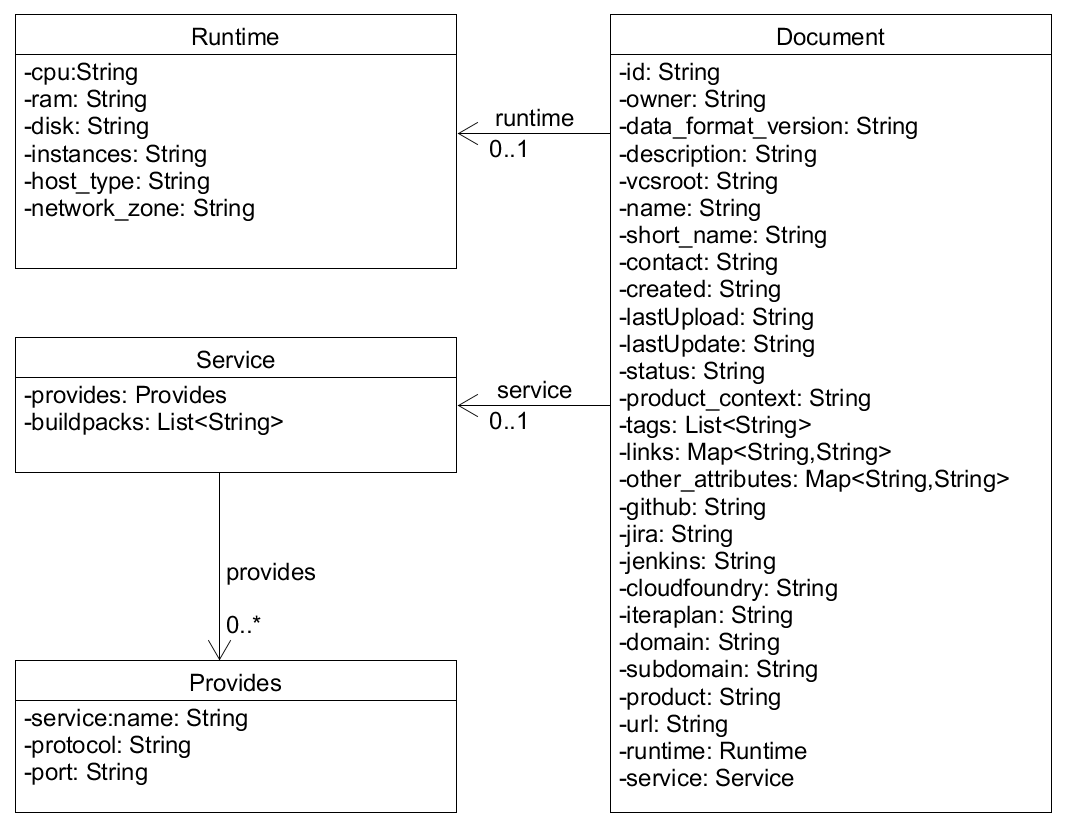 Runtime
-cpu:String
-ram: String
-disk: String
-instances: String
-host_type: String
-network_zone: String
runtime
0..1
Document
-id: String
-owner: String
-data_format_version: String
-description: String
-vcsroot: String
-name: String
-short_name: String
-contact: String
-created: String
-lastUpload: String
-lastUpdate: String
-status: String
-product_context: String
-tags: List<String>
-links: Map<String,String>
-other_attributes: Map<String,String>
-github: String
-jira: String
-jenkins: String
-cloudfoundry: String
-iteraplan: String
-domain: String
-subdomain: String
-product: String
-url: String
-runtime: Runtime
-service: Service
Service
-provides: Provides
-buildpacks: List<String>
service
0..1
provides
0..*
Provides
-service:name: String
-protocol: String
-port: String